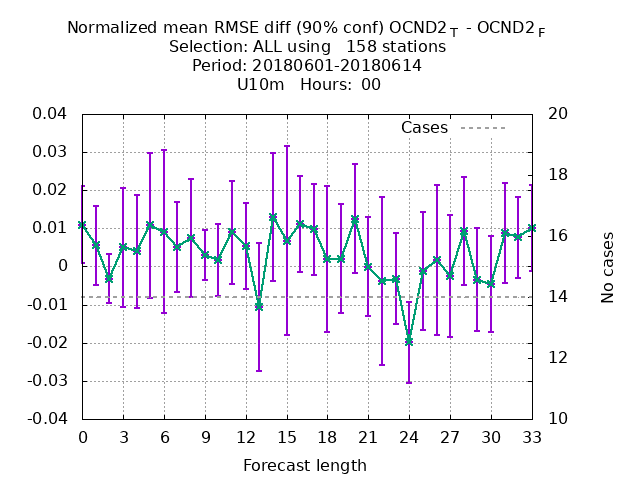 Normalized mean RMSE diff (90% conf) OCND2 T - OCND2 F
Selection: ALL using 158 stations
Period: 20180601-20180614
U10m Hours: 00
0.04
0.03
0.02
0.01
0
-0.01
-0.02
-0.03
-0.04
Cases
20
18
16
14
12
10
No cases
0 3 6 9 12 15 18 21 24 27 30 33
Forecast length